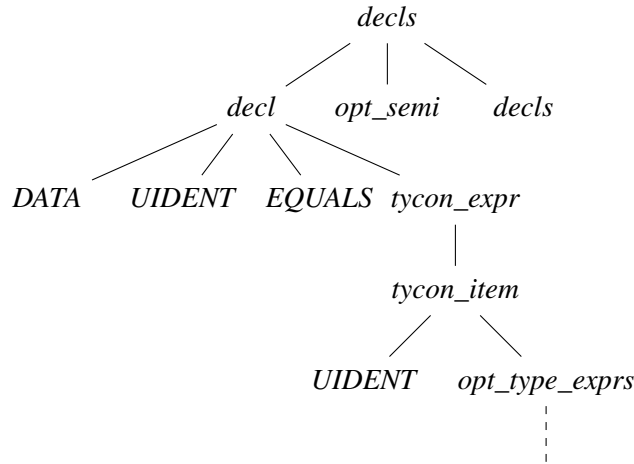 decls
decl opt_semi decls
DATA UIDENT EQUALS tycon_expr
tycon_item
UIDENT opt_type_exprs